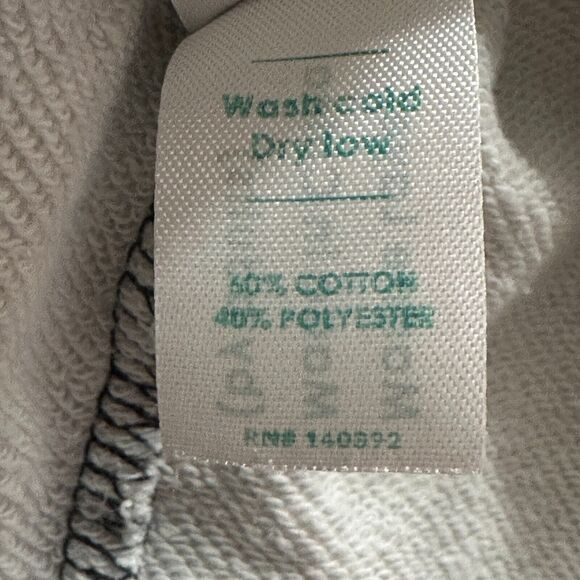 Wash cold
Dry low
60% COTTON
40% POLYESTER
RN# 140892